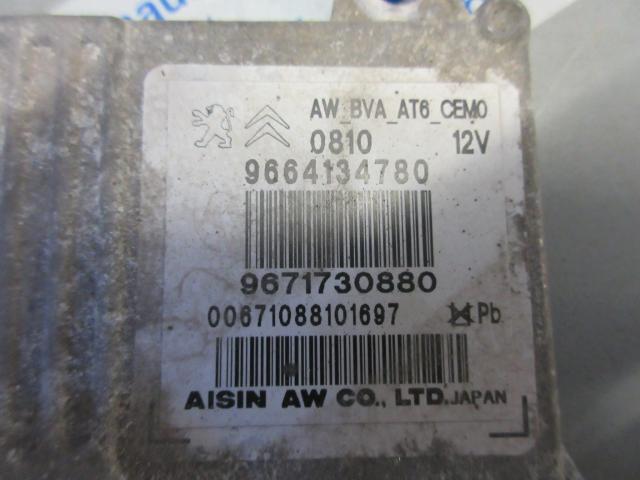 AW_BVA_AT6_CEM0
0810 12V
9664134780
9671730880
00671088101697 Pb
AISIN AW CO., LTD. JAPAN